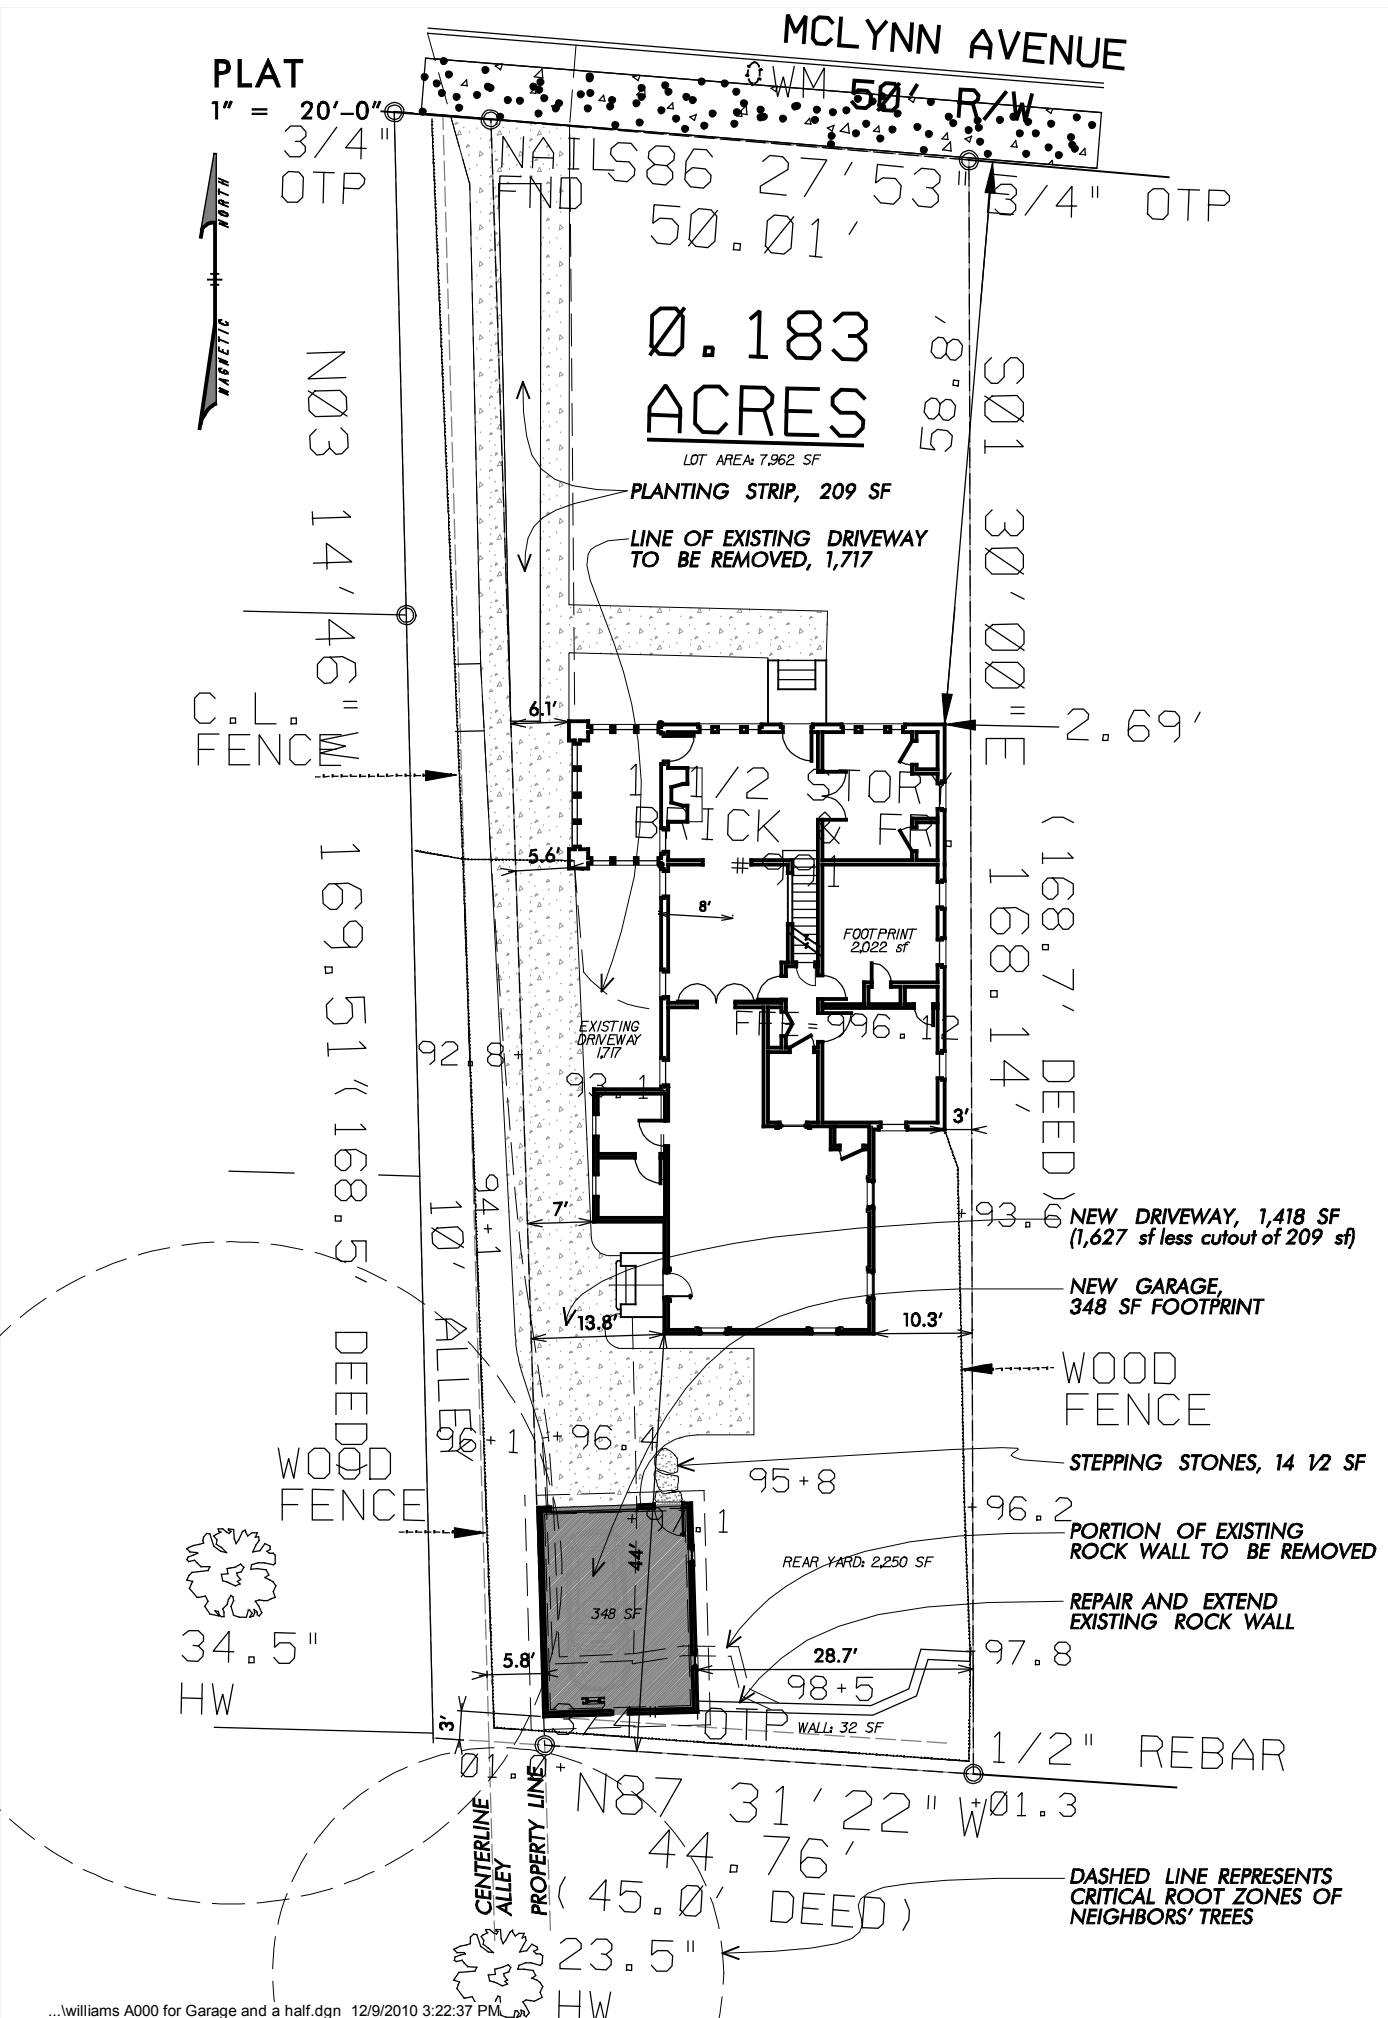 MCLYNN AVENUE
PLAT
1" = 20'-0"
WM
50' R/W
3/4"
OTP
NAIL
FND
S86 27'53"
50.01'
3/4" OTP
NORTH
MAGNETIC
0.183
ACRES
LOT AREA: 7,962 SF
58.8'
N03 14'46" W
S01 30'00" E
PLANTING STRIP, 209 SF
LINE OF EXISTING DRIVEWAY
TO BE REMOVED, 1,717
C.L.
FENCE
6.1'
2.69'
1 1/2 STORY
BRICK & FR.
5.6'
8'
FOOTPRINT
2,022 sf
169.51'(168.5' DEED)
168.14'
(168.7' DEED)
EXISTING
DRIVEWAY
1,717
FFE=996.12
92.8+
93.1
94+1
10' ALLEY
3'
7'
+93.6
NEW DRIVEWAY, 1,418 SF
(1,627 sf less cutout of 209 sf)
NEW GARAGE,
348 SF FOOTPRINT
13.8'
10.3'
WOOD
FENCE
96+1
+96.4
WOOD
FENCE
STEPPING STONES, 14 1/2 SF
95+8
+96.2
+97.1
PORTION OF EXISTING
ROCK WALL TO BE REMOVED
44'
REAR YARD: 2,250 SF
348 SF
REPAIR AND EXTEND
EXISTING ROCK WALL
34.5"
HW
5.8'
28.7'
97.8
98+5
3'
OTP
WALL: 32 SF
1/2" REBAR
+01.3
N87 31'22" W
44.76'
(45.0' DEED)
CENTERLINE
ALLEY
PROPERTY LINE
DASHED LINE REPRESENTS
CRITICAL ROOT ZONES OF
NEIGHBORS' TREES
23.5"
HW
...\williams A000 for Garage and a half.dgn 12/9/2010 3:22:37 PM